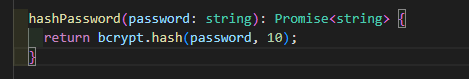 hashPassword(password: string): Promise<string> {
return bcrypt.hash(password, 10);
}